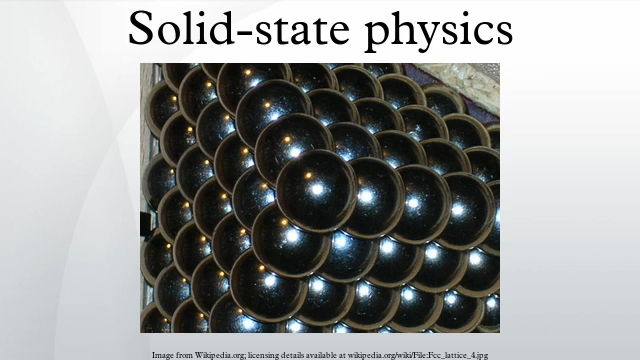 Solid-state physics
Image from Wikipedia.org; licensing details available at wikipedia.org/wiki/File:Fcc_lattice_4.jpg